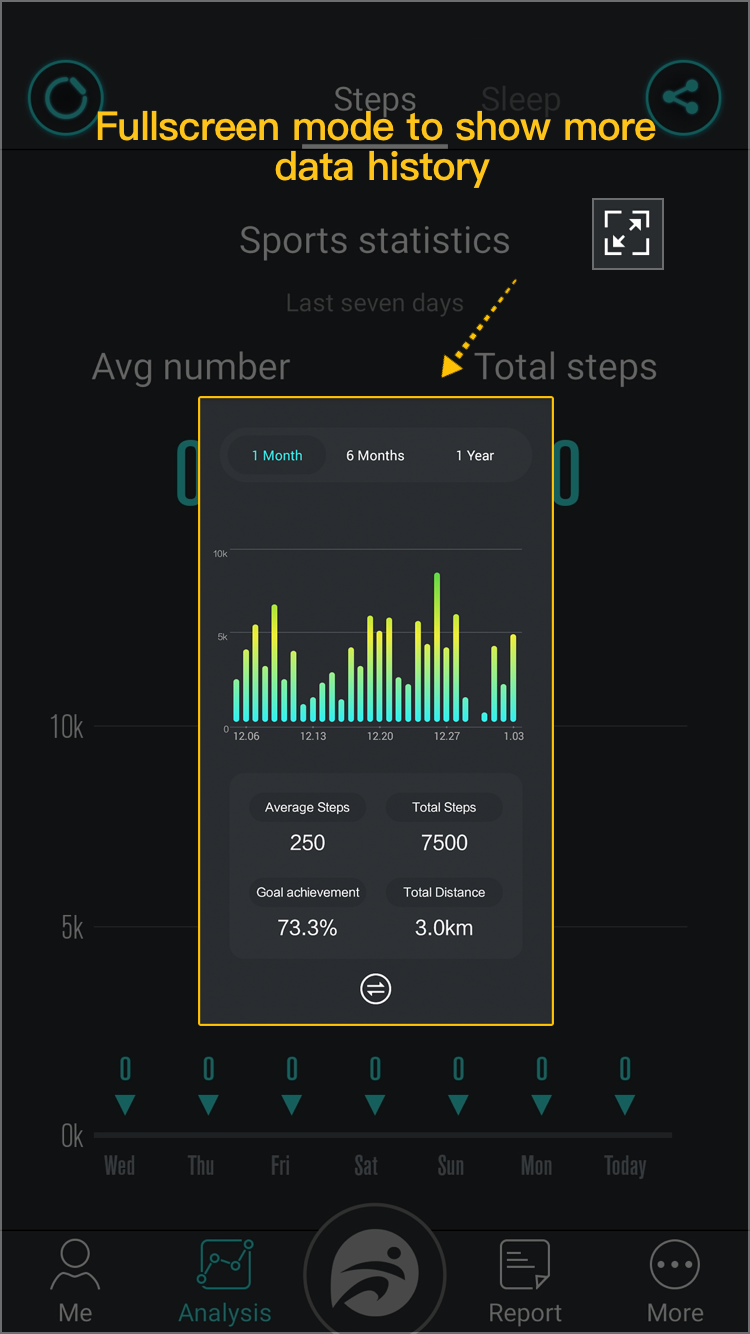 Steps Sleep
Fullscreen mode to show more
data history
Sports statistics
Last seven days
Avg number Total steps
0 0
1 Month 6 Months 1 Year
10k
5k
0
12.06 12.13 12.20 12.27 1.03
Average Steps Total Steps
250 7500
Goal achievement Total Distance
73.3% 3.0km
10k
5k
0 0 0 0 0 0 0
0k
Wed Thu Fri Sat Sun Mon Today
Me Analysis Report More